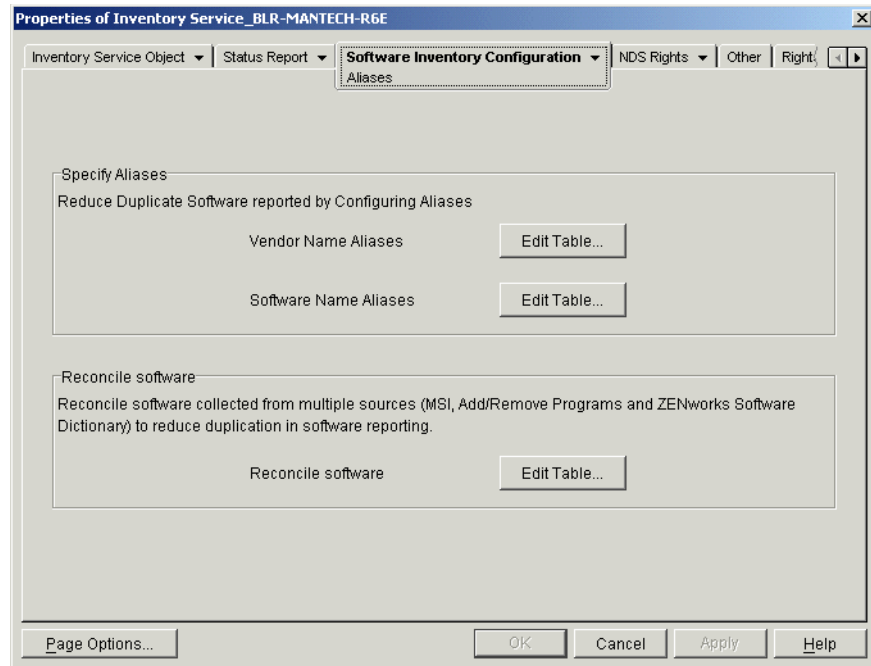 Properties of Inventory Service_BLR-MANTECH-R6E
Inventory Service Object
Status Report
Software Inventory Configuration
NDS Rights
Other
Right
Aliases
Specify Aliases
Reduce Duplicate Software reported by Configuring Aliases
Vendor Name Aliases
Edit Table...
Software Name Aliases
Edit Table...
Reconcile software
Reconcile software collected from multiple sources (MSI, Add/Remove Programs and ZENworks Software
Dictionary) to reduce duplication in software reporting.
Reconcile software
Edit Table...
Page Options...
OK
Cancel
Apply
Help